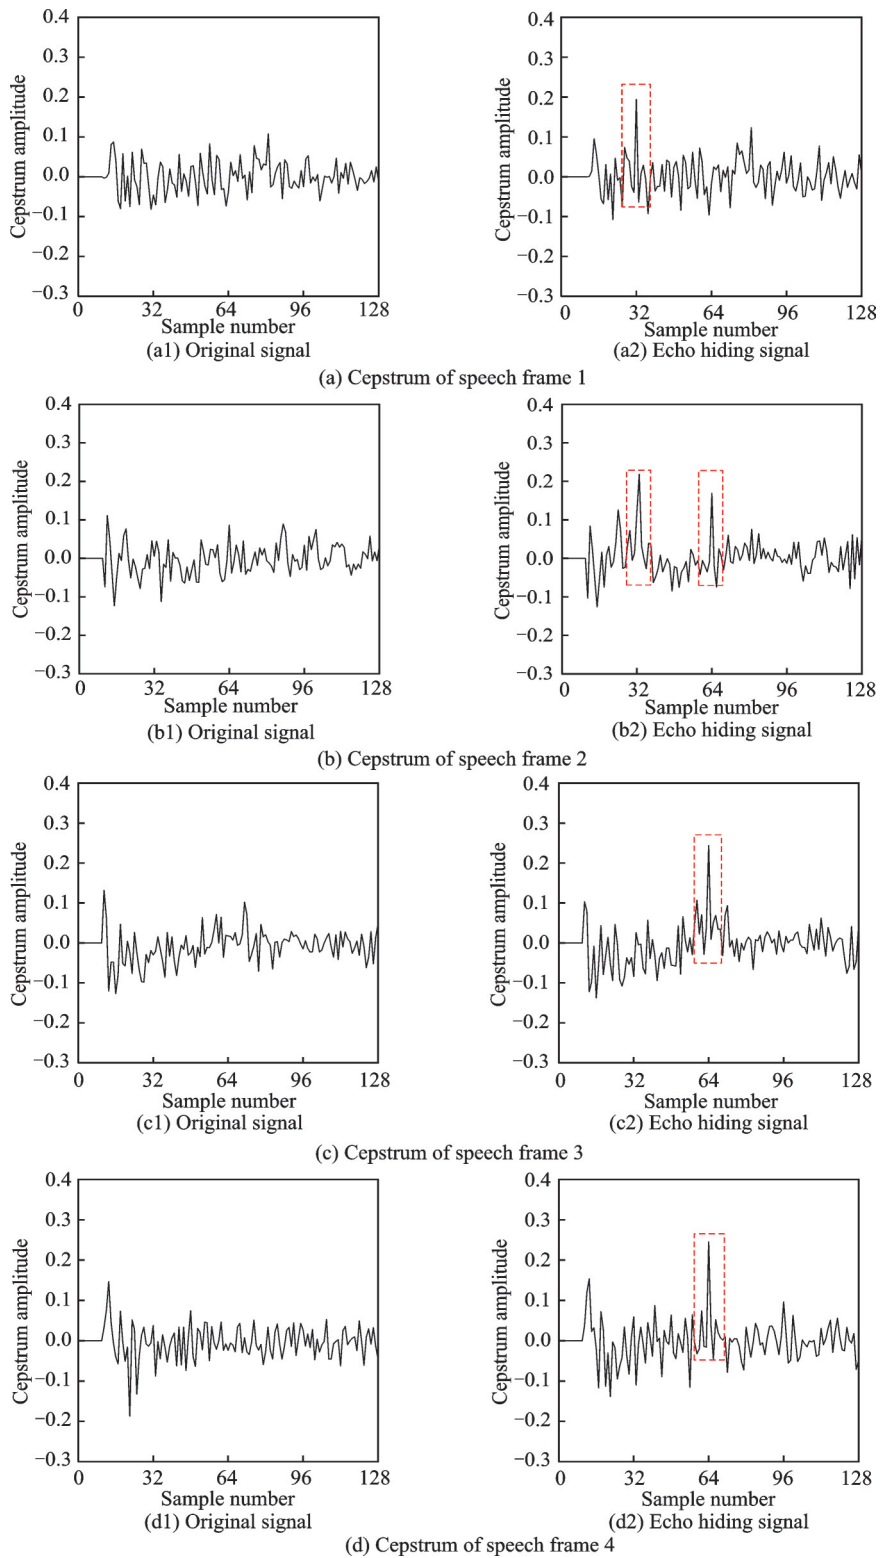 0.4 0.4
0.3 0.3
0.2 0.2
0.1 0.1
0.0 0.0
−0.1 −0.1
−0.2 −0.2
−0.3 −0.3
Cepstrum amplitude Cepstrum amplitude
0 32 64 96 128 0 32 64 96 128
Sample number Sample number
(a1) Original signal (a2) Echo hiding signal
(a) Cepstrum of speech frame 1
0.4 0.4
0.3 0.3
0.2 0.2
0.1 0.1
0.0 0.0
−0.1 −0.1
−0.2 −0.2
−0.3 −0.3
Cepstrum amplitude Cepstrum amplitude
0 32 64 96 128 0 32 64 96 128
Sample number Sample number
(b1) Original signal (b2) Echo hiding signal
(b) Cepstrum of speech frame 2
0.4 0.4
0.3 0.3
0.2 0.2
0.1 0.1
0.0 0.0
−0.1 −0.1
−0.2 −0.2
−0.3 −0.3
Cepstrum amplitude Cepstrum amplitude
0 32 64 96 128 0 32 64 96 128
Sample number Sample number
(c1) Original signal (c2) Echo hiding signal
(c) Cepstrum of speech frame 3
0.4 0.4
0.3 0.3
0.2 0.2
0.1 0.1
0.0 0.0
−0.1 −0.1
−0.2 −0.2
−0.3 −0.3
Cepstrum amplitude Cepstrum amplitude
0 32 64 96 128 0 32 64 96 128
Sample number Sample number
(d1) Original signal (d2) Echo hiding signal
(d) Cepstrum of speech frame 4